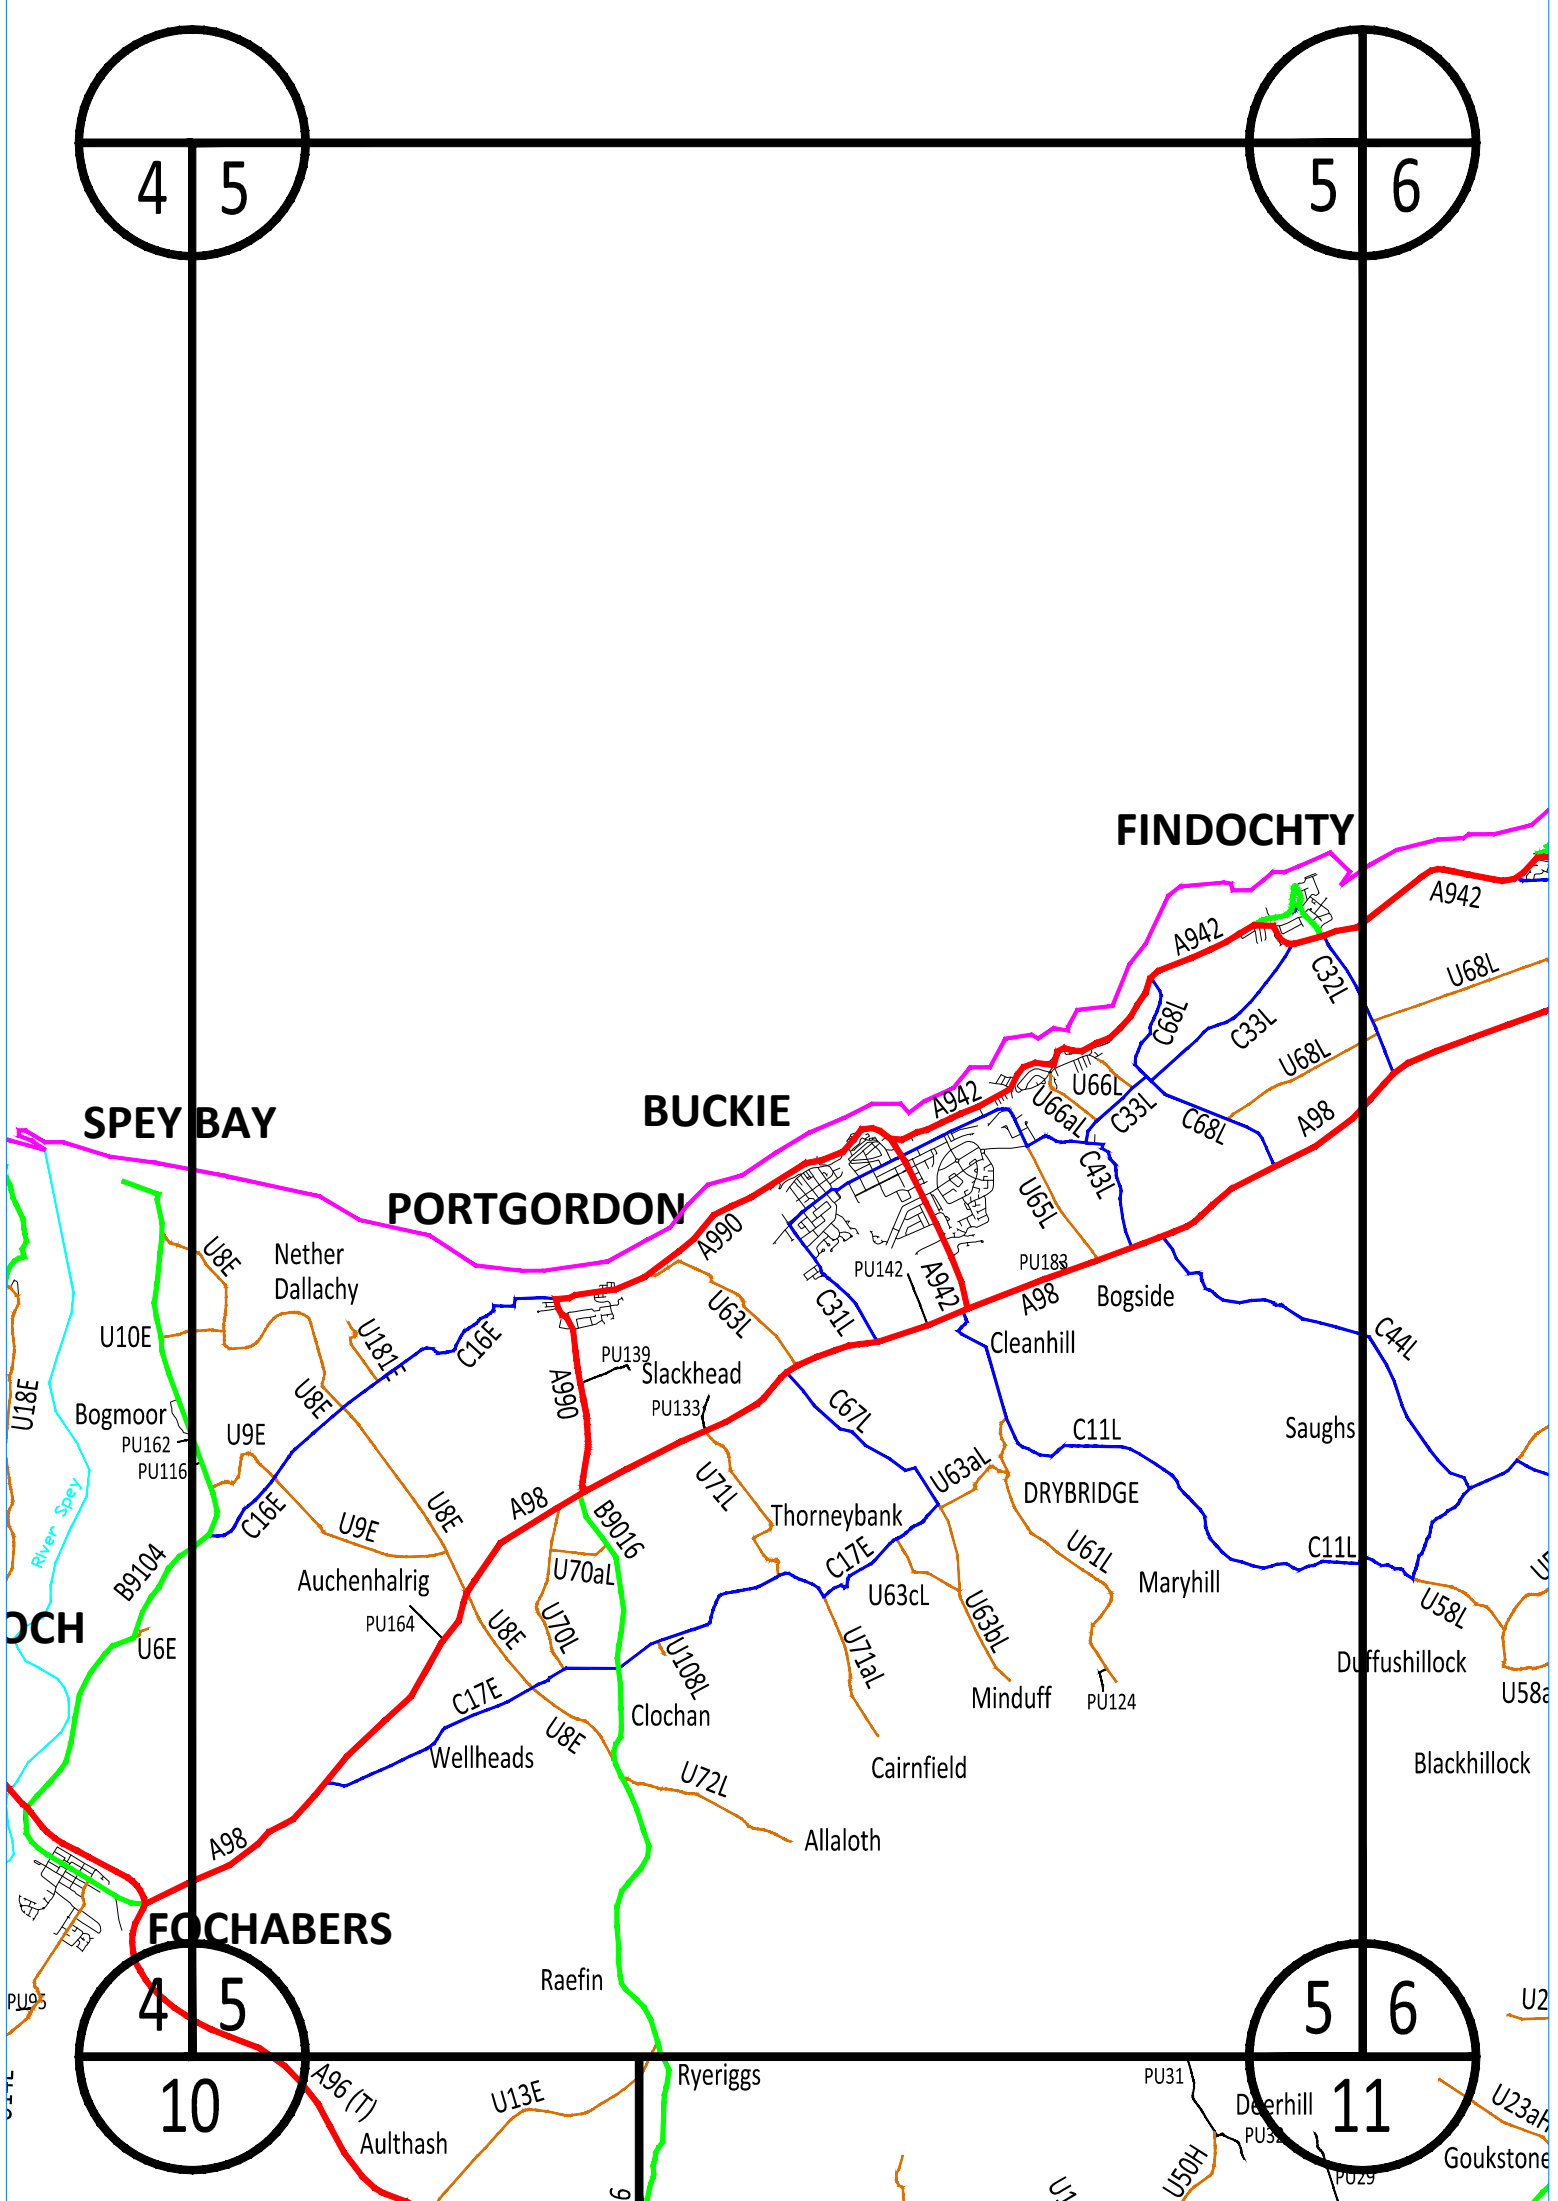 4 5
5 6
FINDOCHTY
A942
A942
U68L
C32L
C68L
C33L
U68L
U66L
A942
BUCKIE
U66aL
C33L
C68L
A98
SPEY BAY
C43L
PORTGORDON
U65L
A990
U8E
Nether
Dallachy
PU183
PU142
A942
A98
Bogside
U63L
C31L
U10E
U181E
C16E
Cleanhill
C44L
PU139
Slackhead
A990
U18E
U8E
PU133
C67L
Bogmoor
PU162
U9E
C11L
Saughs
PU116
U63aL
U71L
DRYBRIDGE
River Spey
C16E
U9E
U8E
A98
B9016
Thorneybank
C17E
C11L
B9104
Auchenhalrig
U70aL
U61L
Maryhill
U63cL
U58L
OCH
PU164
U6E
U8E
U70L
U63bL
U71aL
U108L
Duffushillock
C17E
Minduff
PU124
U58a
Clochan
U8E
Wellheads
Cairnfield
Blackhillock
U72L
Allaloth
A98
FOCHABERS
Raefin
PU95
4 5
5 6
U2
10
A96 (T)
U13E
Ryeriggs
PU31
Deerhill
11
U23aH
PU32
Aulthash
U50H
PU29
Goukstone
U1
9